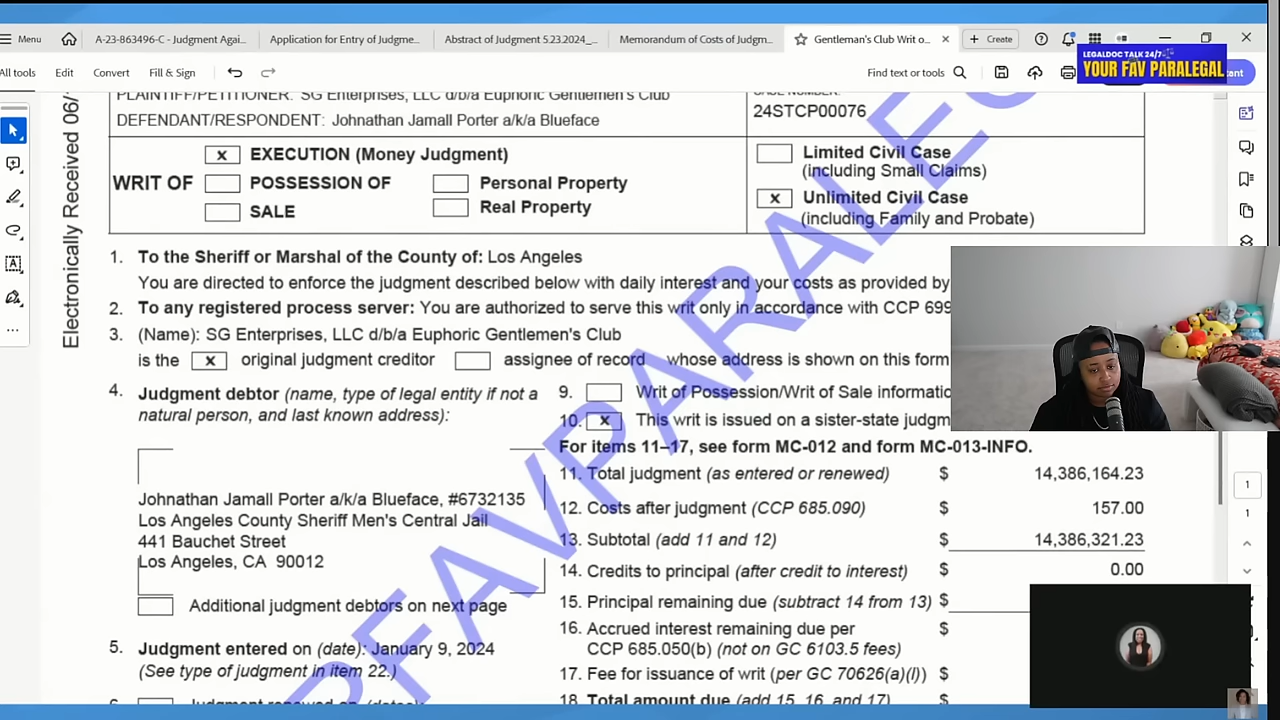 Menu
A-23-863496-C - Judgment Agai...
Application for Entry of Judgme...
Abstract of Judgment 5.23.2024_...
Memorandum of Costs of Judgm...
Gentleman's Club Writ o...
Create
LEGALDOC TALK 24/7
YOUR FAV PARALEGAL
All tools
Edit
Convert
Fill & Sign
Find text or tools
PLAINTIFF/PETITIONER: SG Enterprises, LLC d/b/a Euphoric Gentlemen's Club
CASE NUMBER:
DEFENDANT/RESPONDENT: Johnathan Jamall Porter a/k/a Blueface
24STCP00076
Electronically Received 06/
WRIT OF
x EXECUTION (Money Judgment)
POSSESSION OF
SALE
Personal Property
Real Property
Limited Civil Case
(including Small Claims)
x Unlimited Civil Case
(including Family and Probate)
1. To the Sheriff or Marshal of the County of: Los Angeles
You are directed to enforce the judgment described below with daily interest and your costs as provided by
2. To any registered process server: You are authorized to serve this writ only in accordance with CCP 699
3. (Name): SG Enterprises, LLC d/b/a Euphoric Gentlemen's Club
is the x original judgment creditor assignee of record whose address is shown on this form
4. Judgment debtor (name, type of legal entity if not a
natural person, and last known address):
Johnathan Jamall Porter a/k/a Blueface, #6732135
Los Angeles County Sheriff Men's Central Jail
441 Bauchet Street
Los Angeles, CA 90012
Additional judgment debtors on next page
5. Judgment entered on (date): January 9, 2024
(See type of judgment in item 22.)
9. Writ of Possession/Writ of Sale informatio
10. x This writ is issued on a sister-state judgm
For items 11–17, see form MC-012 and form MC-013-INFO.
11. Total judgment (as entered or renewed) $ 14,386,164.23
12. Costs after judgment (CCP 685.090) $ 157.00
13. Subtotal (add 11 and 12) $ 14,386,321.23
14. Credits to principal (after credit to interest) $ 0.00
15. Principal remaining due (subtract 14 from 13) $
16. Accrued interest remaining due per $
CCP 685.050(b) (not on GC 6103.5 fees)
17. Fee for issuance of writ (per GC 70626(a)(l)) $
18. Total amount due (add 15, 16, and 17) $
PFAVPARALEG
1
1